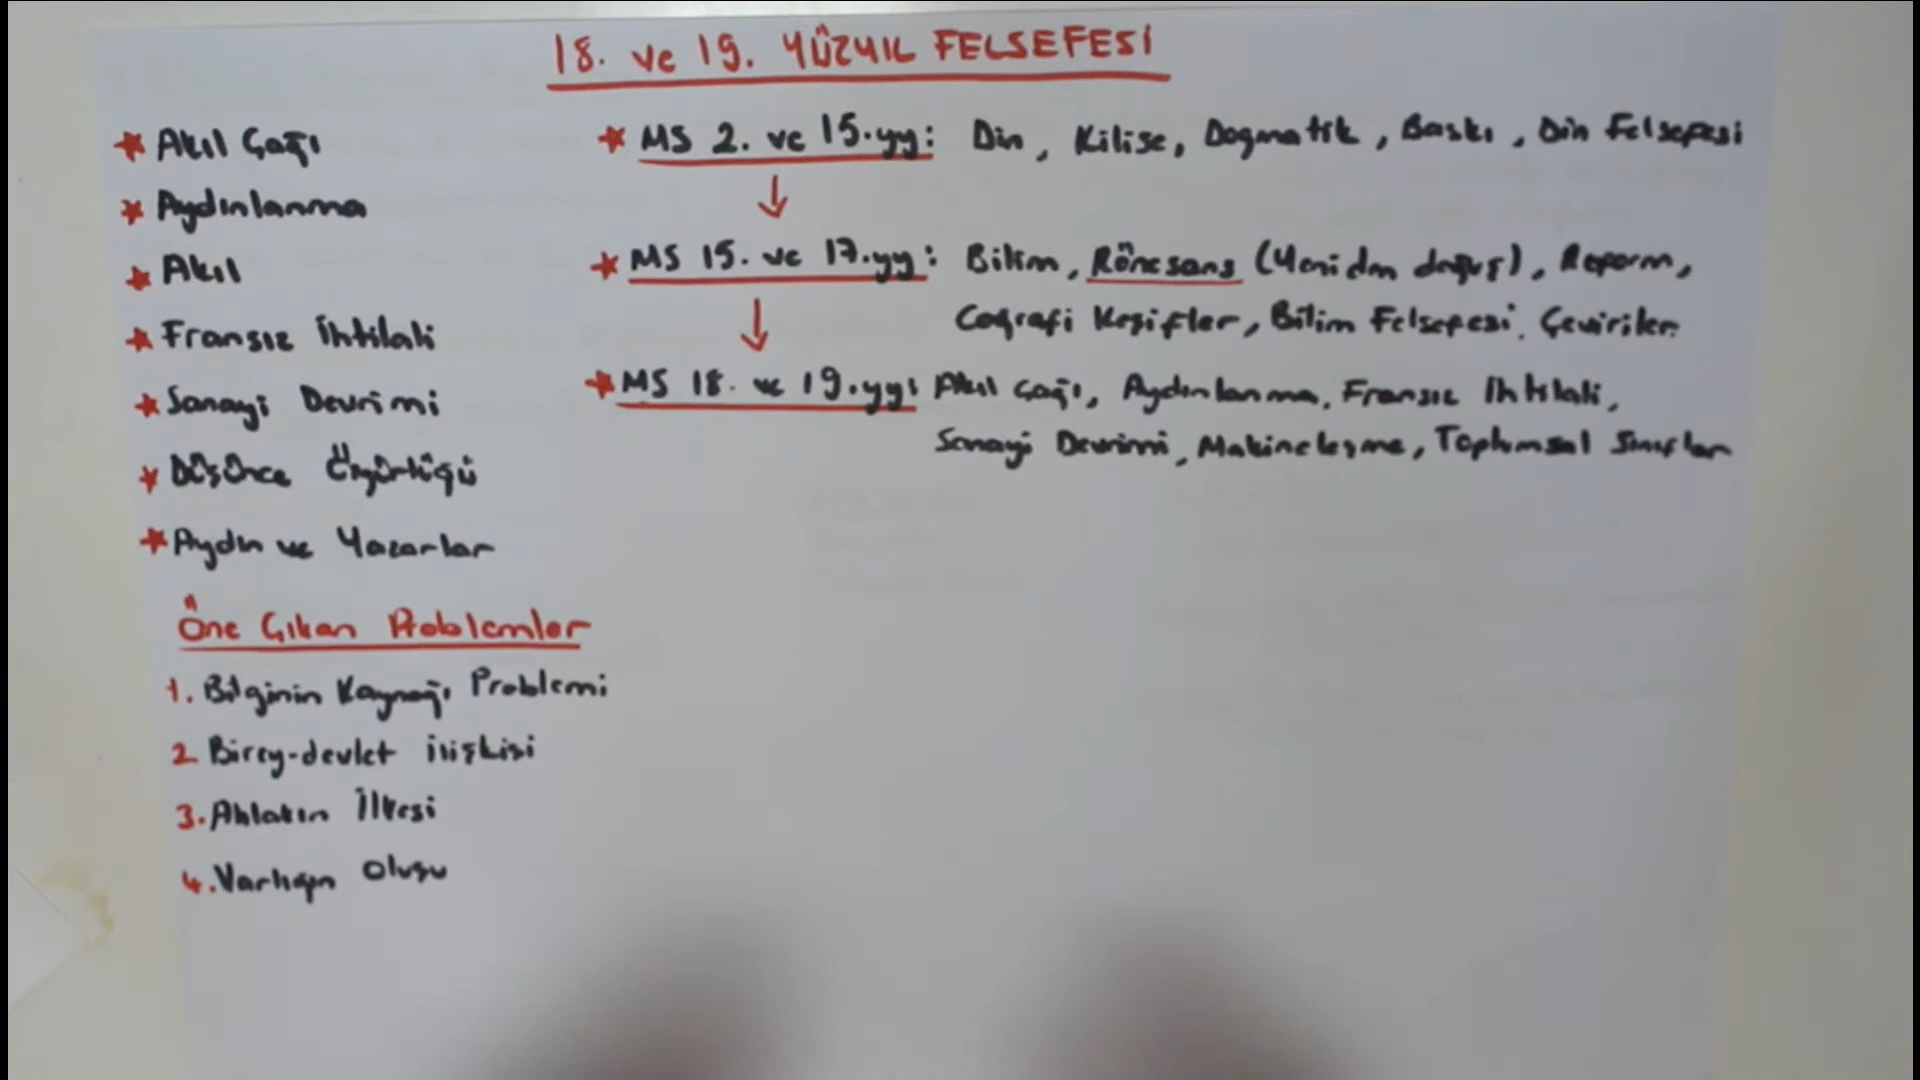 18. ve 19. YÜZYIL FELSEFESİ
★ Akıl Çağı
★ Aydınlanma
★ Akıl
★ Fransız İhtilali
★ Sanayi Devrimi
★ Düşünce Özgürlüğü
★ Aydın ve Yazarlar
Öne Çıkan Problemler
1. Bilginin Kaynağı Problemi
2 Birey-devlet ilişkisi
3. Ahlakın İlkesi
4. Varlığın Oluşu
★ MS 2. ve 15.yy: Din, Kilise, Dogmatik, Baskı, Din Felsefesi
↓
★ MS 15. ve 17.yy: Bilim, Rönesans (Yeniden doğuş), Reform,
Coğrafi Keşifler, Bilim Felsefesi, Çeviriler
↓
★ MS 18. ve 19.yy: Akıl Çağı, Aydınlanma, Fransız İhtilali,
Sanayi Devrimi, Makineleşme, Toplumsal Sınıflar